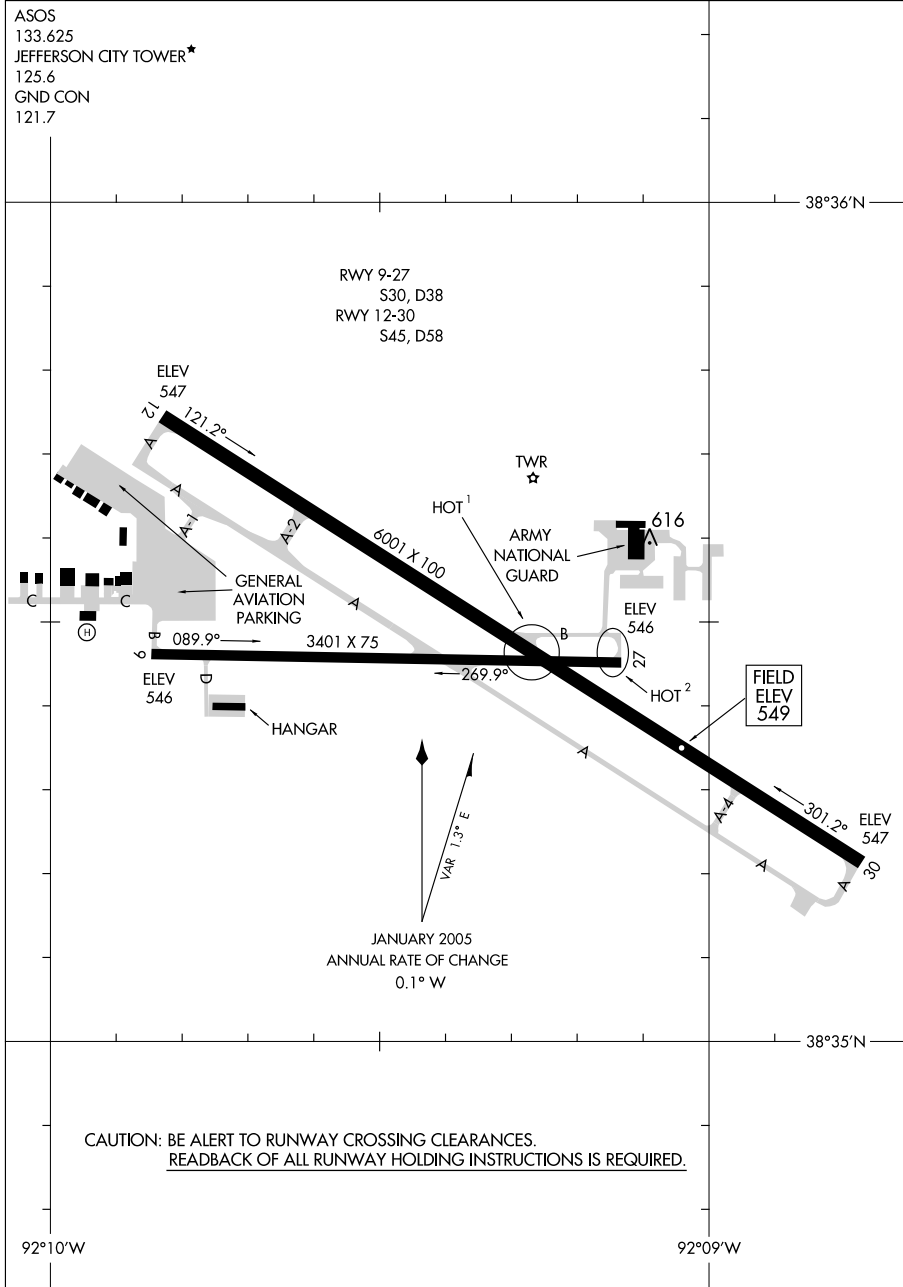 ASOS
133.625
JEFFERSON CITY TOWER★
125.6
GND CON
121.7
38°36'N
RWY 9-27
S30, D38
RWY 12-30
S45, D58
ELEV
547
12
121.2°
A
TWR
HOT 1
616
A
A-1
A-2
6001 X 100
ARMY
NATIONAL
GUARD
GENERAL
AVIATION
PARKING
C
C
A
ELEV
546
H
B
089.9°
3401 X 75
B
9
27
ELEV
546
269.9°
HOT 2
D
FIELD
ELEV
549
HANGAR
A
VAR 1.3° E
A-4
301.2°
ELEV
547
A
A
30
JANUARY 2005
ANNUAL RATE OF CHANGE
0.1° W
38°35'N
CAUTION: BE ALERT TO RUNWAY CROSSING CLEARANCES.
READBACK OF ALL RUNWAY HOLDING INSTRUCTIONS IS REQUIRED.
92°10'W
92°09'W